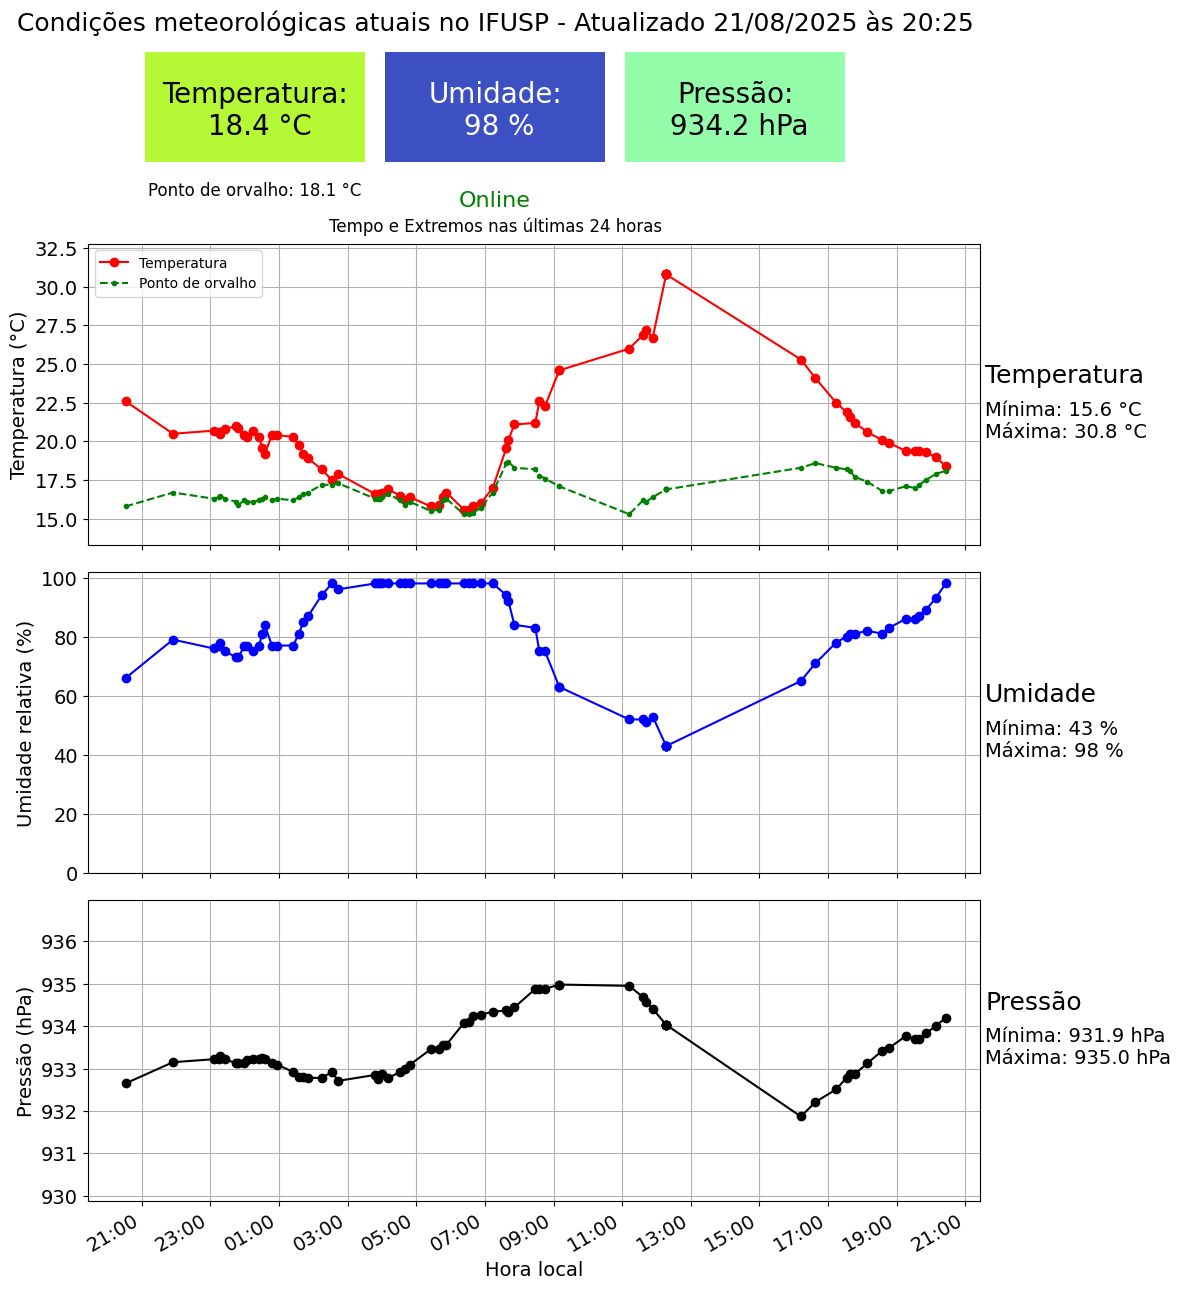 Condições meteorológicas atuais no IFUSP - Atualizado 21/08/2025 às 20:25
Temperatura:
18.4 °C
Umidade:
98 %
Pressão:
934.2 hPa
Ponto de orvalho: 18.1 °C
Online
Tempo e Extremos nas últimas 24 horas
Temperatura
Ponto de orvalho
Temperatura (°C)
32.5
30.0
27.5
25.0
22.5
20.0
17.5
15.0
Temperatura
Mínima: 15.6 °C
Máxima: 30.8 °C
Umidade relativa (%)
100
80
60
40
20
0
Umidade
Mínima: 43 %
Máxima: 98 %
Pressão (hPa)
936
935
934
933
932
931
930
Pressão
Mínima: 931.9 hPa
Máxima: 935.0 hPa
21:00
23:00
01:00
03:00
05:00
07:00
09:00
11:00
13:00
15:00
17:00
19:00
21:00
Hora local